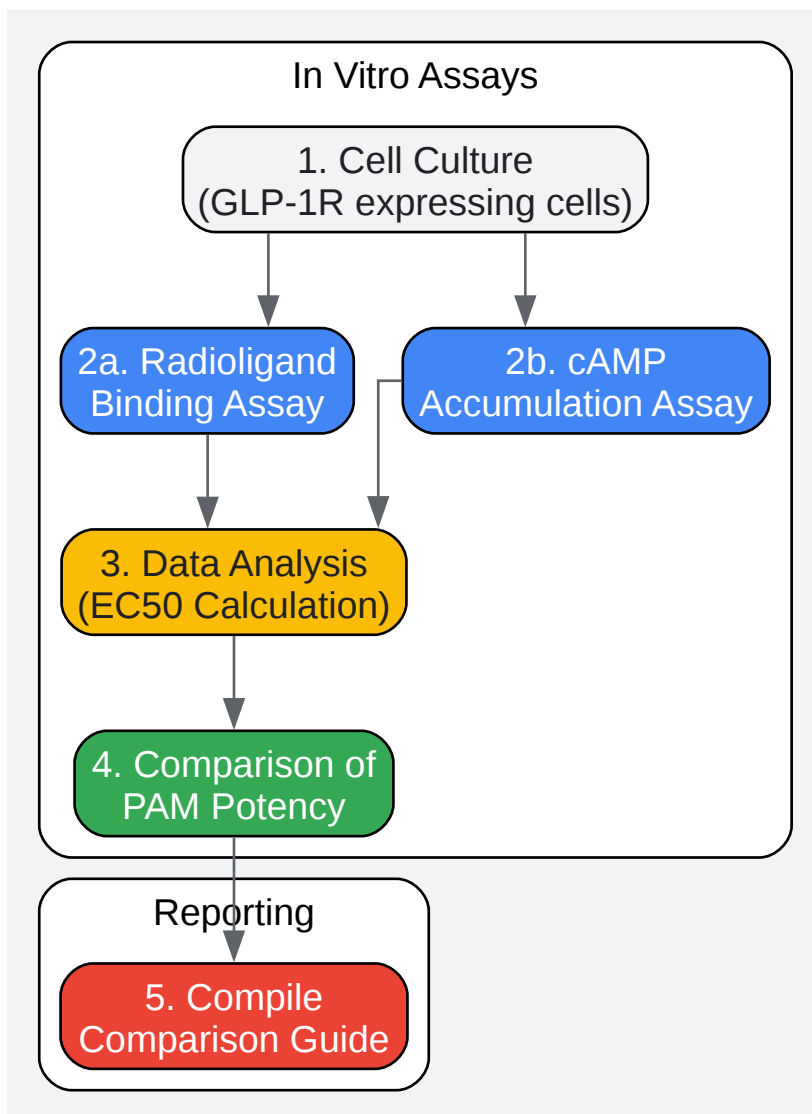 In Vitro Assays
1. Cell Culture
(GLP-1R expressing cells)
2a. Radioligand
Binding Assay
2b. cAMP
Accumulation Assay
3. Data Analysis
(EC50 Calculation)
4. Comparison of
PAM Potency
Reporting
5. Compile
Comparison Guide